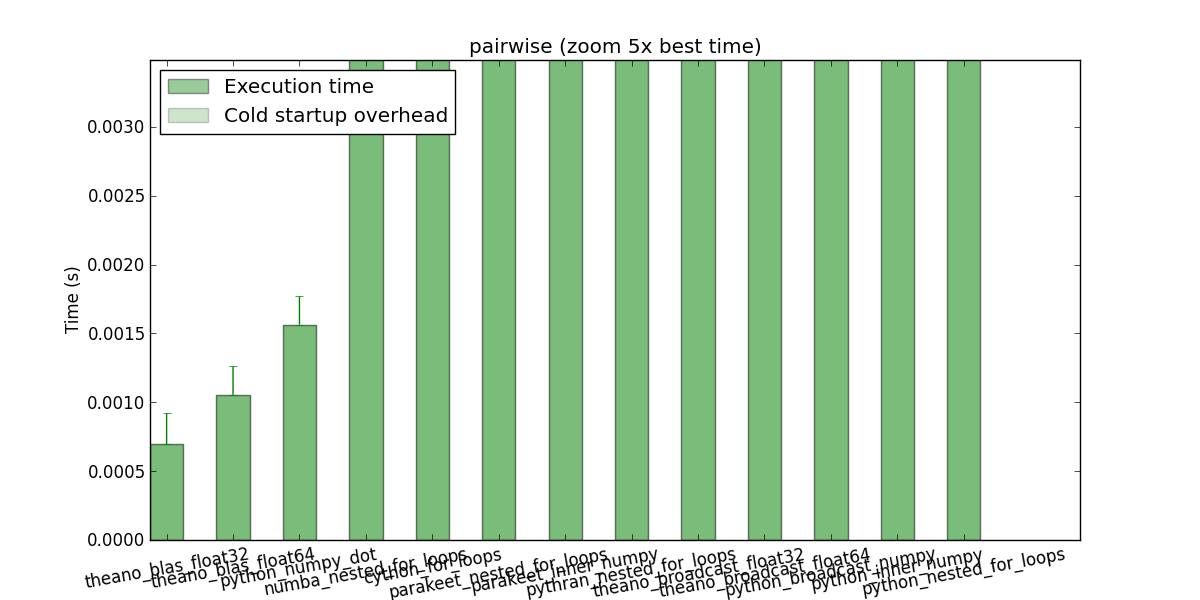 pairwise (zoom 5x best time)
Execution time
Cold startup overhead
Time (s)
0.0030
0.0025
0.0020
0.0015
0.0010
0.0005
0.0000
theano_blas_float32
theano_blas_float64
python_numpy_dot
numba_nested_for_loops
cython_for_loops
parakeet_nested_for_loops
parakeet_inner_numpy
pythran_nested_for_loops
theano_broadcast_float32
theano_broadcast_float64
python_broadcast_numpy
python_inner_numpy
python_nested_for_loops